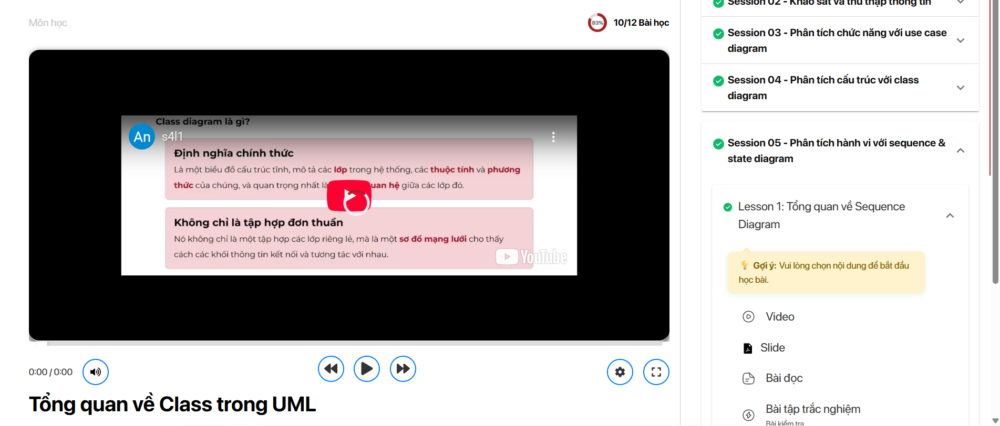 Môn học
83%
10/12 Bài học
Class diagram là gì?
An
s4l1
Định nghĩa chính thức
Là một biểu đồ cấu trúc tĩnh, mô tả các lớp trong hệ thống, các thuộc tính và phương
thức của chúng, và quan trọng nhất là uan hệ giữa các lớp đó.
Không chỉ là tập hợp đơn thuần
Nó không chỉ là một tập hợp các lớp riêng lẻ, mà là một sơ đồ mạng lưới cho thấy
cách các khối thông tin kết nối và tương tác với nhau.
YouTube
0:00 / 0:00
Tổng quan về Class trong UML
Session 02 - Khảo sát và thu thập thông tin
Session 03 - Phân tích chức năng với use case
diagram
Session 04 - Phân tích cấu trúc với class
diagram
Session 05 - Phân tích hành vi với sequence &
state diagram
Lesson 1: Tổng quan về Sequence
Diagram
Gợi ý: Vui lòng chọn nội dung để bắt đầu
học bài.
Video
Slide
Bài đọc
Bài tập trắc nghiệm
Bài kiểm tra